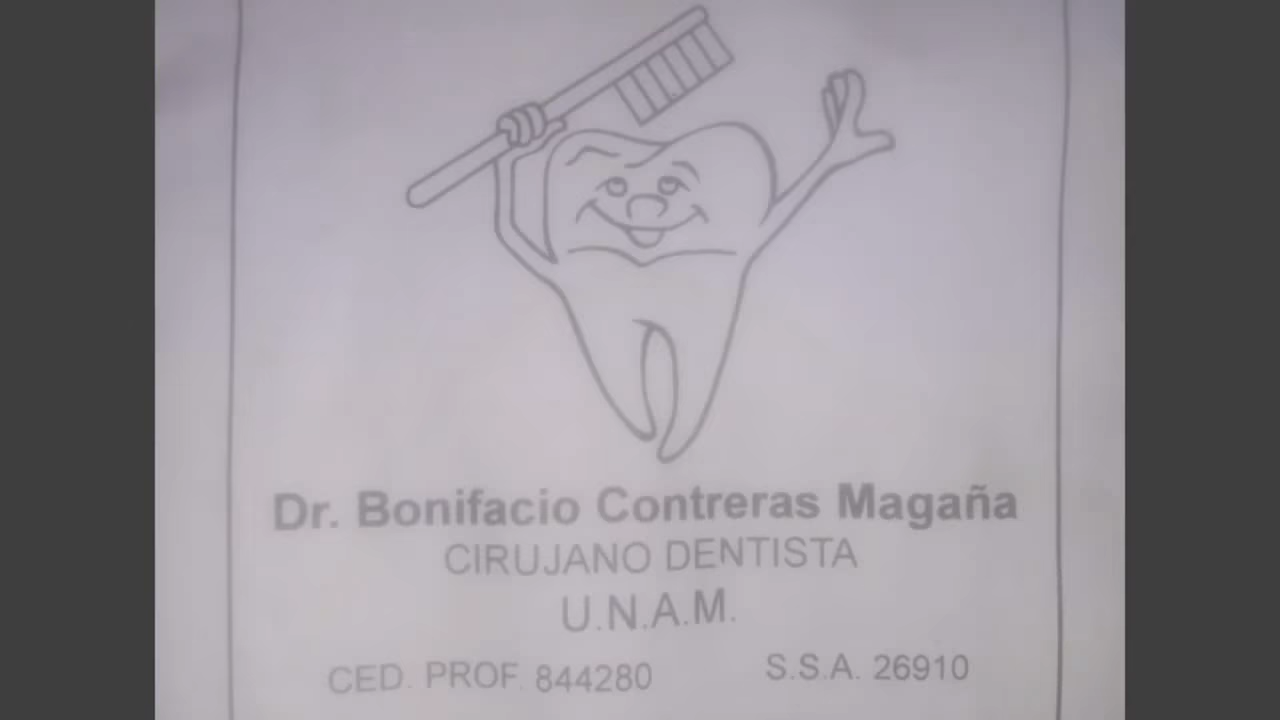 Dr. Bonifacio Contreras Magaña
CIRUJANO DENTISTA
U.N.A.M.
CED. PROF. 844280 S.S.A. 26910